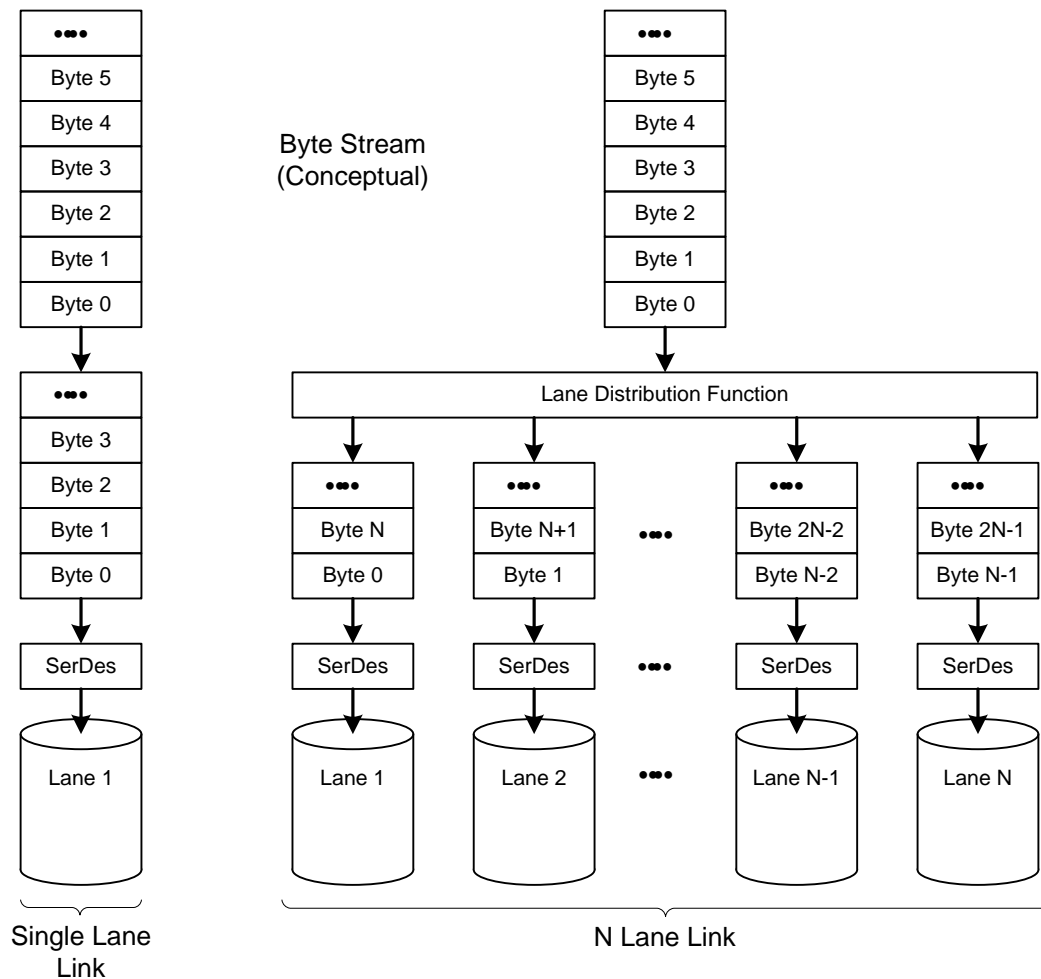 ••••
Byte 5
Byte 4
Byte 3
Byte 2
Byte 1
Byte 0
••••
Byte 3
Byte 2
Byte 1
Byte 0
SerDes
Lane 1
Single Lane
Link
Byte Stream
(Conceptual)
••••
Byte 5
Byte 4
Byte 3
Byte 2
Byte 1
Byte 0
Lane Distribution Function
•••• •••• •••• ••••
Byte N Byte N+1 •••• Byte 2N-2 Byte 2N-1
Byte 0 Byte 1 Byte N-2 Byte N-1
SerDes SerDes •••• SerDes SerDes
Lane 1 Lane 2 •••• Lane N-1 Lane N
N Lane Link